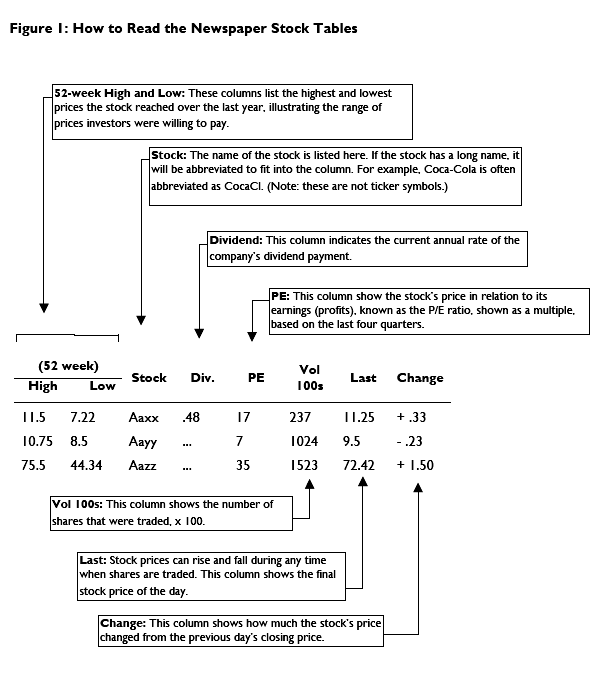 Figure 1: How to Read the Newspaper Stock Tables
52-week High and Low: These columns list the highest and lowest
prices the stock reached over the last year, illustrating the range of
prices investors were willing to pay.
Stock: The name of the stock is listed here. If the stock has a long name, it
will be abbreviated to fit into the column. For example, Coca-Cola is often
abbreviated as CocaCl. (Note: these are not ticker symbols.)
Dividend: This column indicates the current annual rate of the
company's dividend payment.
PE: This column show the stock's price in relation to its
earnings (profits), known as the P/E ratio, shown as a multiple,
based on the last four quarters.
(52 week)
High Low Stock Div. PE Vol 100s Last Change
11.5 7.22 Aaxx .48 17 237 11.25 + .33
10.75 8.5 Aayy ... 7 1024 9.5 - .23
75.5 44.34 Aazz ... 35 1523 72.42 + 1.50
Vol 100s: This column shows the number of
shares that were traded, x 100.
Last: Stock prices can rise and fall during any time
when shares are traded. This column shows the final
stock price of the day.
Change: This column shows how much the stock's price
changed from the previous day's closing price.